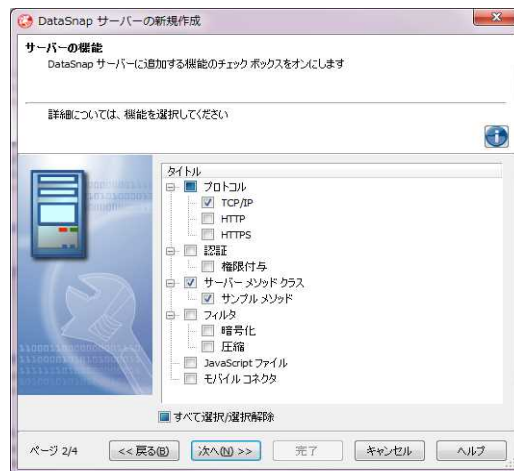 DataSnap サーバーの新規作成
サーバーの機能
DataSnap サーバーに追加する機能のチェック ボックスをオンにします
詳細については、機能を選択してください
タイトル
プロトコル
TCP/IP
HTTP
HTTPS
認証
権限付与
サーバー メソッド クラス
サンプル メソッド
フィルタ
暗号化
圧縮
JavaScript ファイル
モバイル コネクタ
すべて選択/選択解除
ページ 2/4 << 戻る(B) 次へ(N) >> 完了 キャンセル ヘルプ